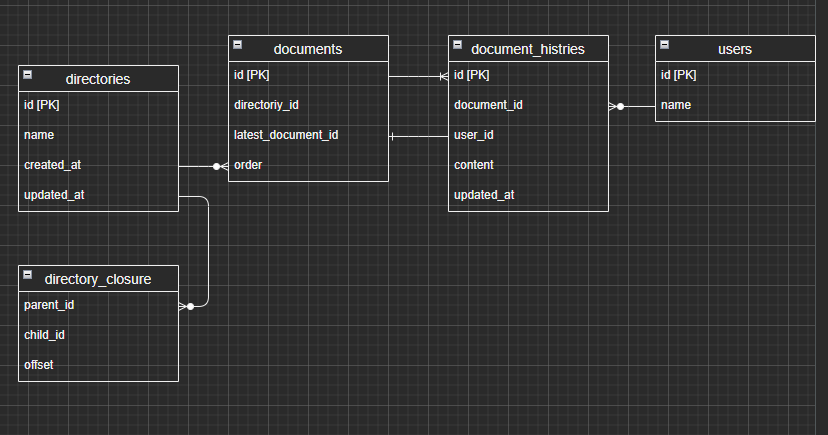 directories
id [PK]
name
created_at
updated_at
documents
id [PK]
directoriy_id
latest_document_id
order
document_histries
id [PK]
document_id
user_id
content
updated_at
users
id [PK]
name
directory_closure
parent_id
child_id
offset